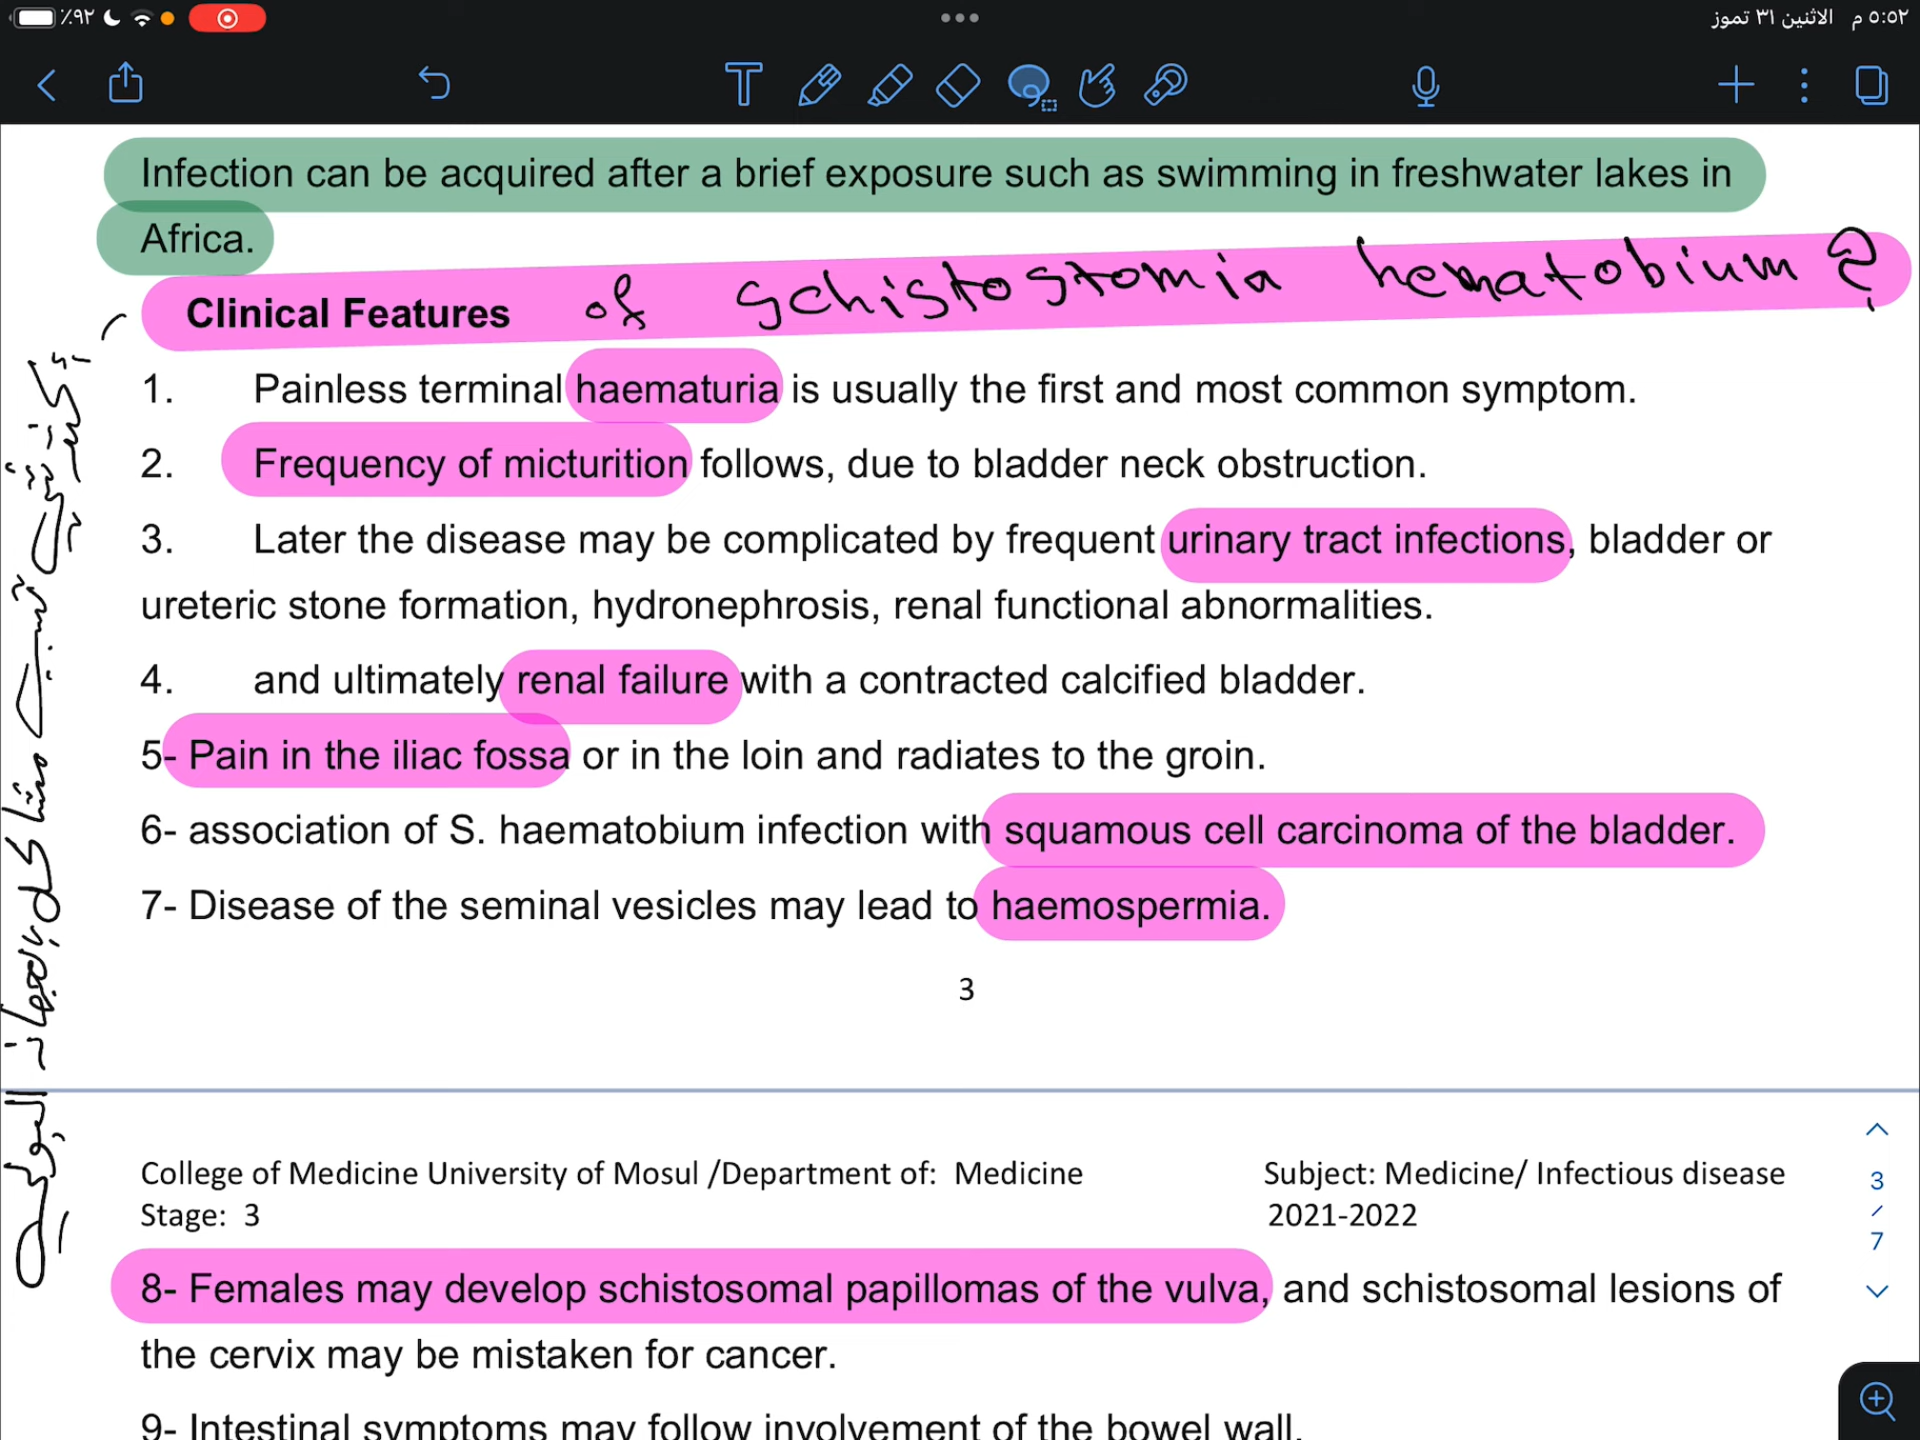 ٪٩٢
٥:٥٢ م الاثنين ٣١ تموز
Infection can be acquired after a brief exposure such as swimming in freshwater lakes in
Africa.
Clinical Features of schistostomia hematobium ?
1. Painless terminal haematuria is usually the first and most common symptom.
2. Frequency of micturition follows, due to bladder neck obstruction.
3. Later the disease may be complicated by frequent urinary tract infections, bladder or
ureteric stone formation, hydronephrosis, renal functional abnormalities.
4. and ultimately renal failure with a contracted calcified bladder.
5- Pain in the iliac fossa or in the loin and radiates to the groin.
6- association of S. haematobium infection with squamous cell carcinoma of the bladder.
7- Disease of the seminal vesicles may lead to haemospermia.
3
College of Medicine University of Mosul /Department of: Medicine
Subject: Medicine/ Infectious disease
Stage: 3
2021-2022
8- Females may develop schistosomal papillomas of the vulva, and schistosomal lesions of
the cervix may be mistaken for cancer.
9- Intestinal symptoms may follow involvement of the bowel wall.
3
/
7